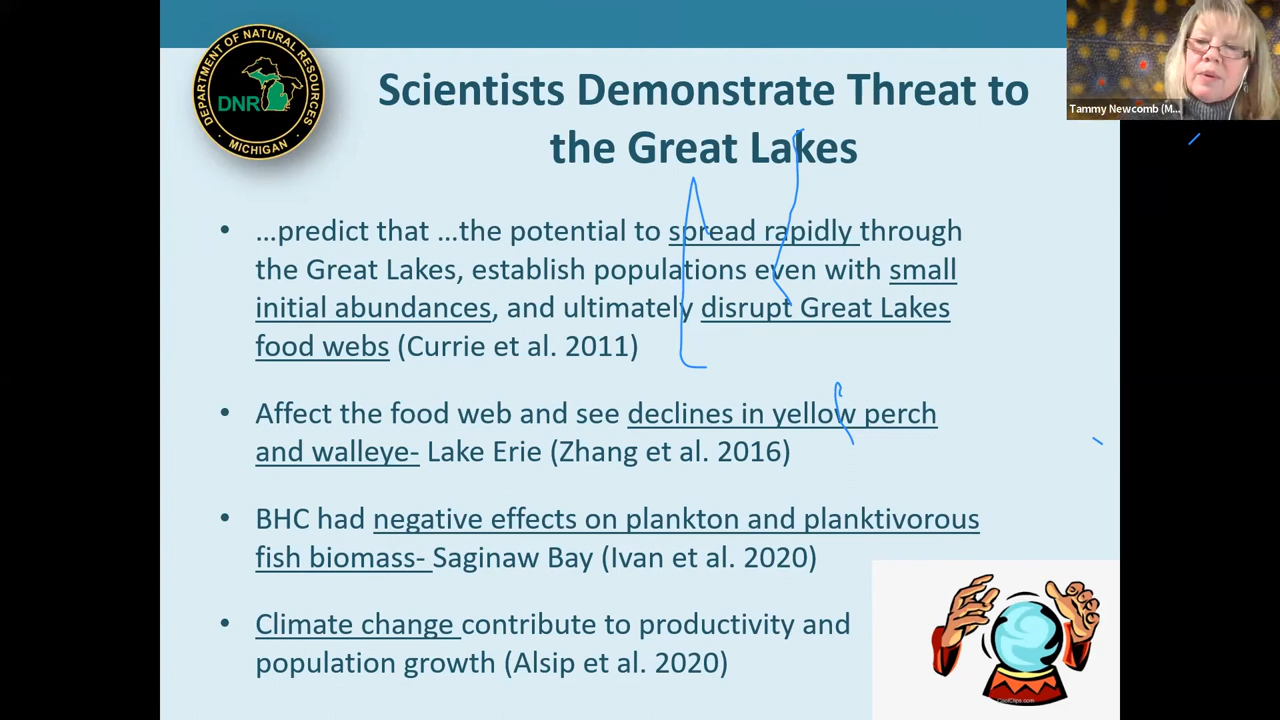 DEPARTMENT OF NATURAL RESOURCES
DNR
MICHIGAN
Tammy Newcomb (M...
Scientists Demonstrate Threat to
the Great Lakes
• …predict that …the potential to spread rapidly through
the Great Lakes, establish populations even with small
initial abundances, and ultimately disrupt Great Lakes
food webs (Currie et al. 2011)
• Affect the food web and see declines in yellow perch
and walleye- Lake Erie (Zhang et al. 2016)
• BHC had negative effects on plankton and planktivorous
fish biomass- Saginaw Bay (Ivan et al. 2020)
• Climate change contribute to productivity and
population growth (Alsip et al. 2020)